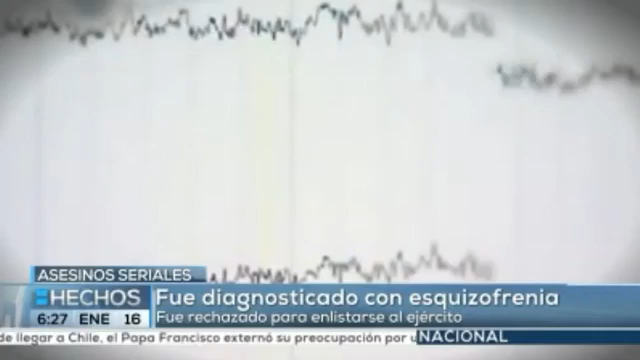 ASESINOS SERIALES
HECHOS
Fue diagnosticado con esquizofrenia
6:27 ENE 16
Fue rechazado para enlistarse al ejército
de llegar a Chile, el Papa Francisco externó su preocupación por
NACIONAL